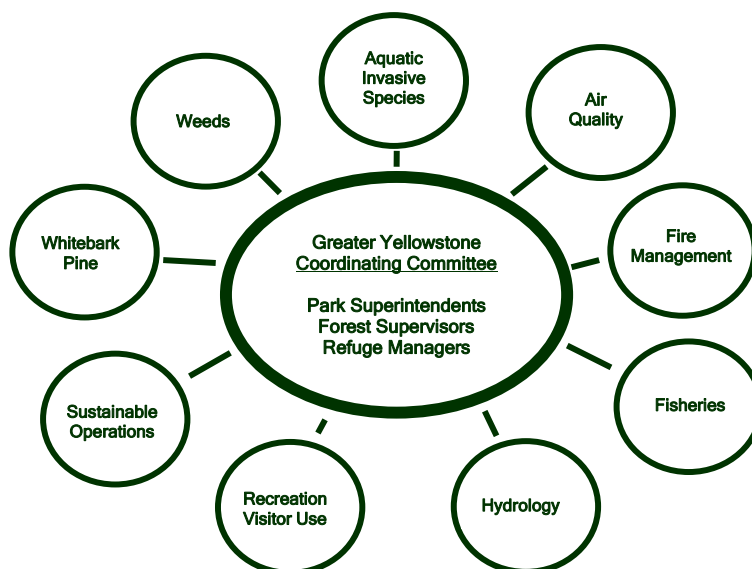 Aquatic
Invasive
Species
Air
Quality
Weeds
Whitebark
Pine
Greater Yellowstone
Coordinating Committee
Park Superintendents
Forest Supervisors
Refuge Managers
Fire
Management
Sustainable
Operations
Fisheries
Recreation
Visitor Use
Hydrology